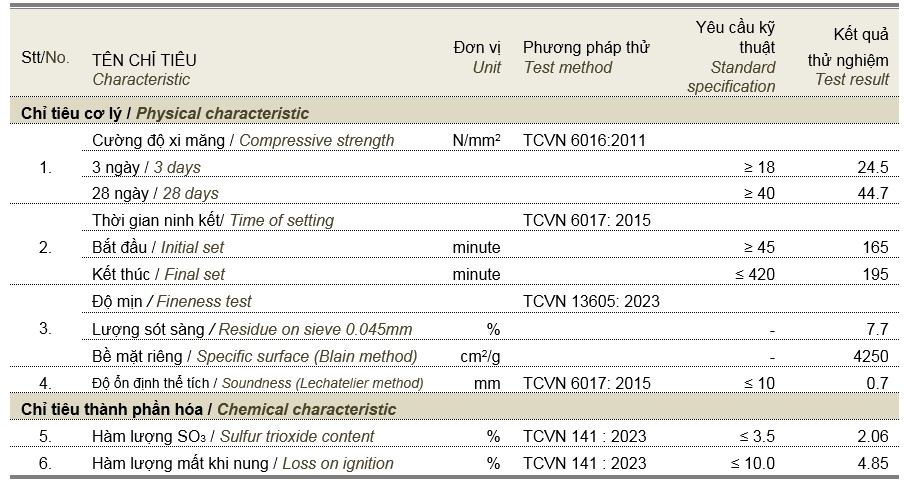 Stt/No. TÊN CHỈ TIÊU Characteristic Đơn vị Unit Phương pháp thử Test method Yêu cầu kỹ thuật Standard specification Kết quả thử nghiệm Test result
Chỉ tiêu cơ lý / Physical characteristic
1. Cường độ xi măng / Compressive strength N/mm² TCVN 6016:2011
3 ngày / 3 days ≥ 18 24.5
28 ngày / 28 days ≥ 40 44.7
2. Thời gian ninh kết/ Time of setting TCVN 6017: 2015
Bắt đầu / Initial set minute ≥ 45 165
Kết thúc / Final set minute ≤ 420 195
3. Độ mịn / Fineness test TCVN 13605: 2023
Lượng sót sàng / Residue on sieve 0.045mm % - 7.7
Bề mặt riêng / Specific surface (Blain method) cm²/g - 4250
4. Độ ổn định thể tích / Soundness (Lechatelier method) mm TCVN 6017: 2015 ≤ 10 0.7
Chỉ tiêu thành phần hóa / Chemical characteristic
5. Hàm lượng SO₃ / Sulfur trioxide content % TCVN 141 : 2023 ≤ 3.5 2.06
6. Hàm lượng mất khi nung / Loss on ignition % TCVN 141 : 2023 ≤ 10.0 4.85